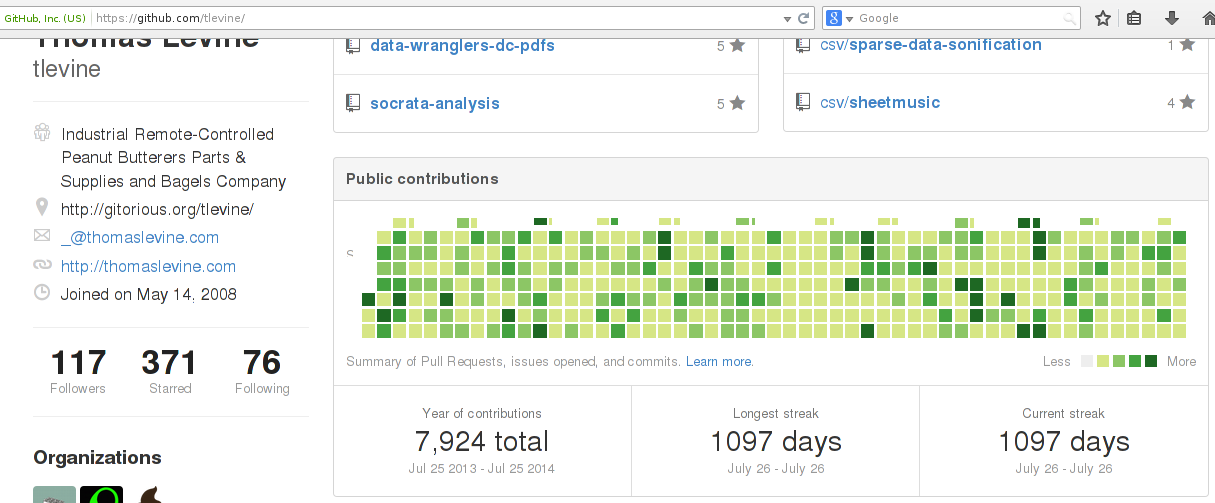 GitHub, Inc. (US)
https://github.com/tlevine/
Google
Thomas Levine
tlevine
Industrial Remote-Controlled
Peanut Butterers Parts &
Supplies and Bagels Company
http://gitorious.org/tlevine/
_@thomaslevine.com
http://thomaslevine.com
Joined on May 14, 2008
117 371 76
Followers Starred Following
Organizations
data-wranglers-dc-pdfs 5
socrata-analysis 5
csv/sparse-data-sonification 1
csv/sheetmusic 4
Public contributions
Summary of Pull Requests, issues opened, and commits. Learn more.
Less More
Year of contributions
7,924 total
Jul 25 2013 - Jul 25 2014
Longest streak
1097 days
July 26 - July 26
Current streak
1097 days
July 26 - July 26